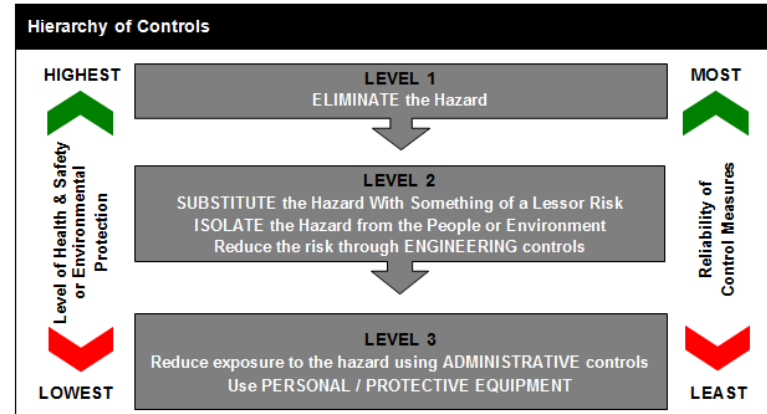 Hierarchy of Controls
HIGHEST
MOST
LEVEL 1
ELIMINATE the Hazard
Level of Health & Safety
or Environmental
Protection
LEVEL 2
SUBSTITUTE the Hazard With Something of a Lessor Risk
ISOLATE the Hazard from the People or Environment
Reduce the risk through ENGINEERING controls
Reliability of
Control Measures
LEVEL 3
Reduce exposure to the hazard using ADMINISTRATIVE controls
Use PERSONAL / PROTECTIVE EQUIPMENT
LOWEST
LEAST